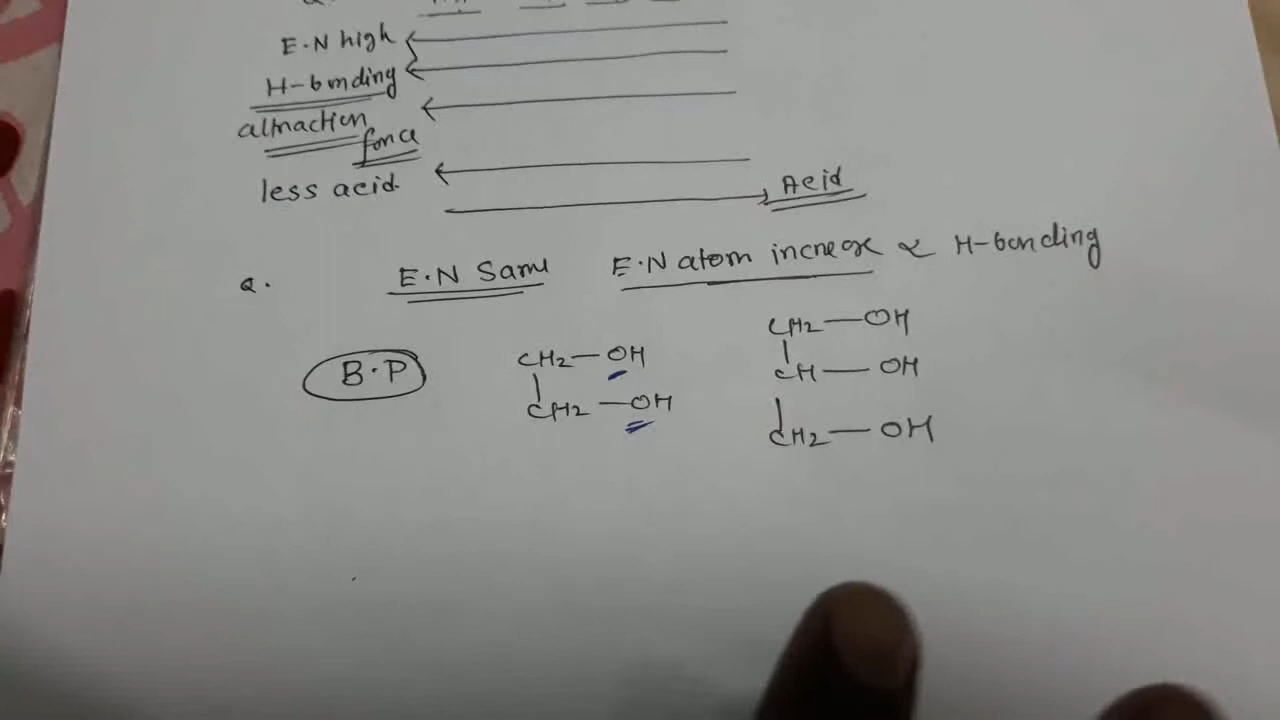 E.N high
H-bonding
attraction
force
less acid.
Acid
Q. E.N Same E.N atom increase ∝ H-bonding
B.P
CH2—OH
CH2—OH
CH2—OH
CH—OH
CH2—OH